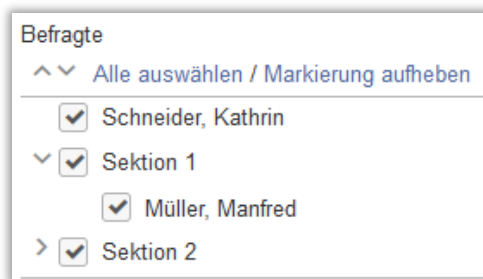 Befragte
Alle auswählen / Markierung aufheben
Schneider, Kathrin
Sektion 1
Müller, Manfred
Sektion 2